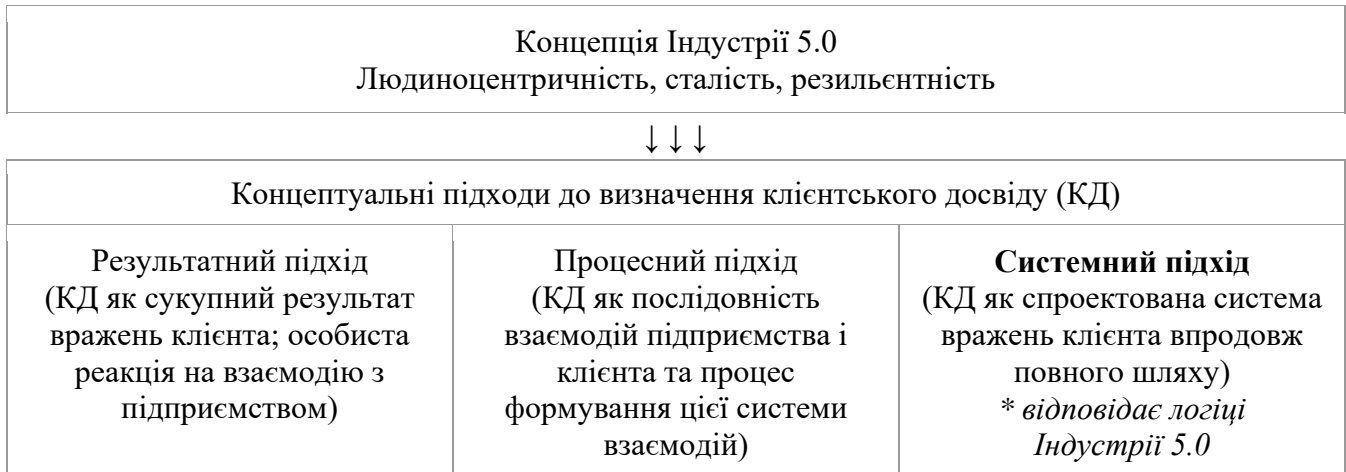 Концепція Індустрії 5.0
Людиноцентричність, сталість, резильєнтність
↓↓↓
Концептуальні підходи до визначення клієнтського досвіду (КД)
Результатний підхід
(КД як сукупний результат
вражень клієнта; особиста
реакція на взаємодію з
підприємством)
Процесний підхід
(КД як послідовність
взаємодій підприємства і
клієнта та процес
формування цієї системи
взаємодій)
Системний підхід
(КД як спроектована система
вражень клієнта впродовж
повного шляху)
* відповідає логіці
Індустрії 5.0